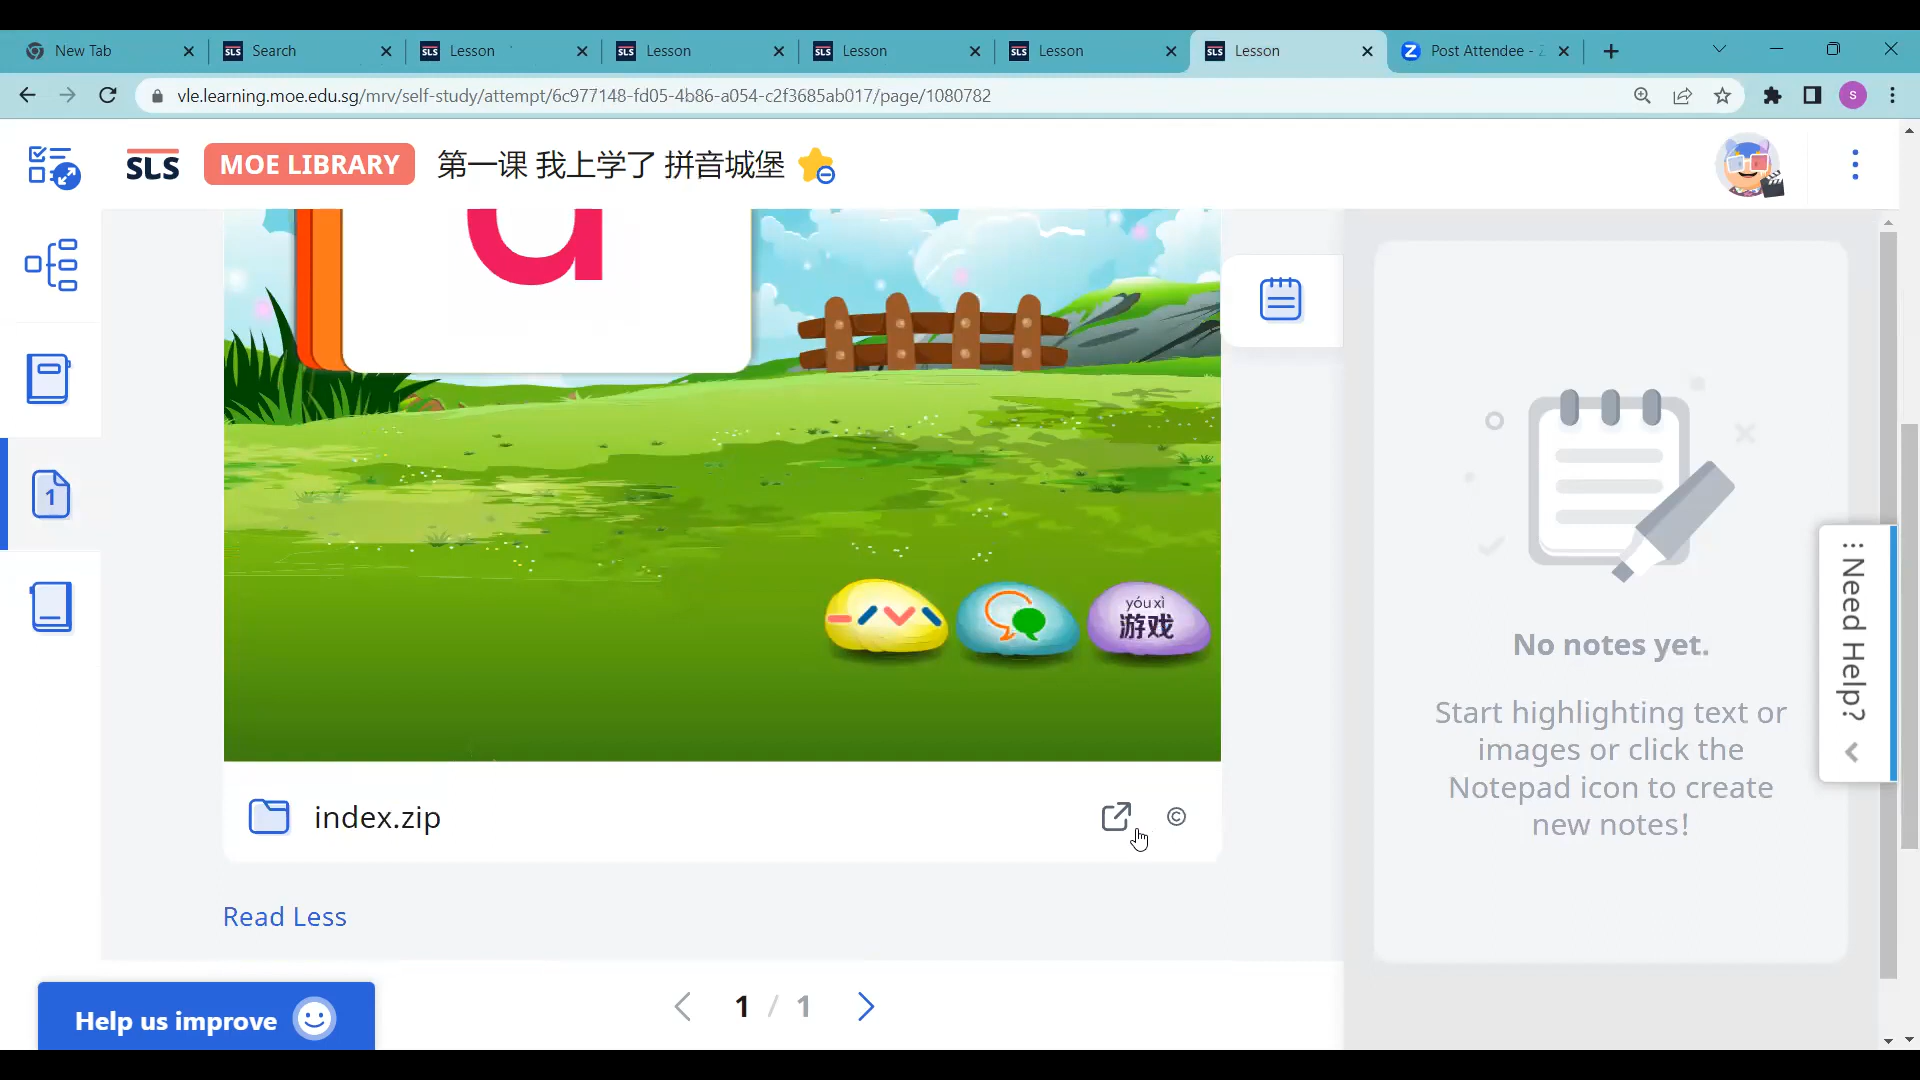 New Tab
Search
Lesson
Lesson
Lesson
Lesson
Lesson
Post Attendee -
vle.learning.moe.edu.sg/mrv/self-study/attempt/6c977148-fd05-4b86-a054-c2f3685ab017/page/1080782
S
SLS
MOE LIBRARY
第一课 我上学了 拼音城堡
1
yóu xì
游戏
index.zip
©
Read Less
1 / 1
Help us improve
No notes yet.
Start highlighting text or
images or click the
Notepad icon to create
new notes!
Need Help?